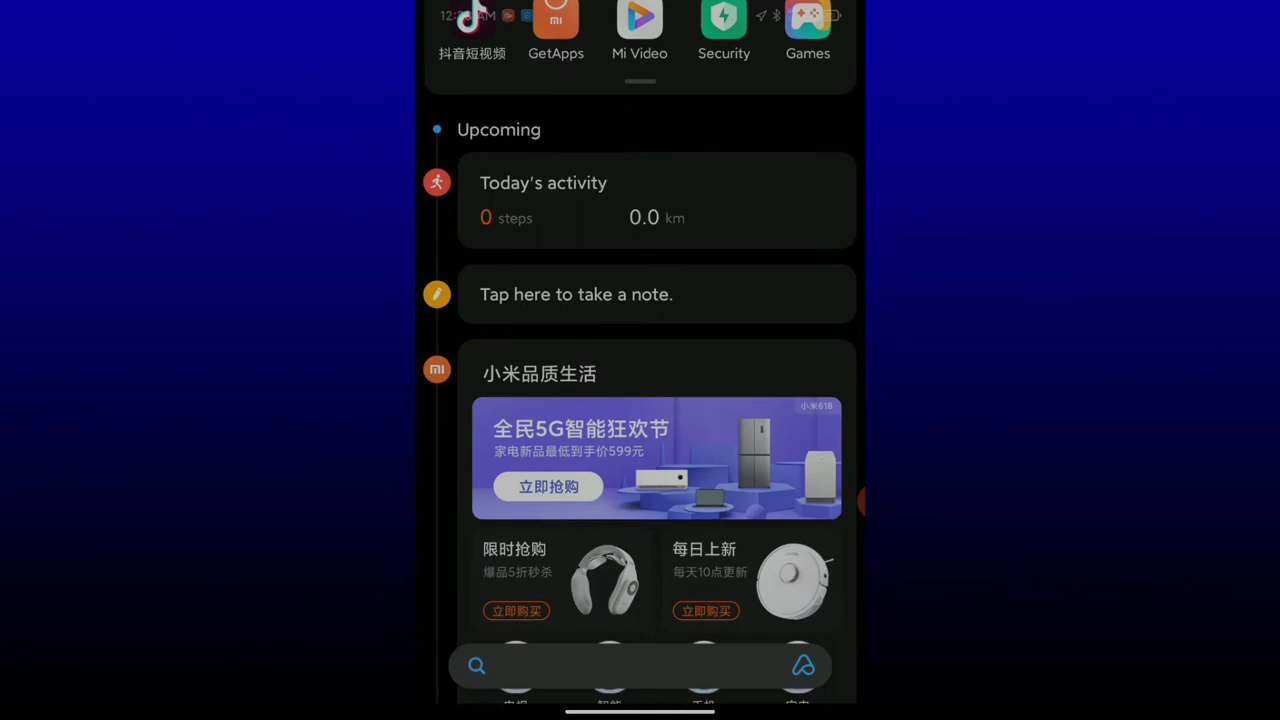 抖音短视频 GetApps Mi Video Security Games
Upcoming
Today's activity
0 steps 0.0 km
Tap here to take a note.
小米品质生活
小米618
全民5G智能狂欢节
家电新品最低到手价599元
立即抢购
限时抢购 每日上新
爆品5折秒杀 每天10点更新
立即购买 立即购买